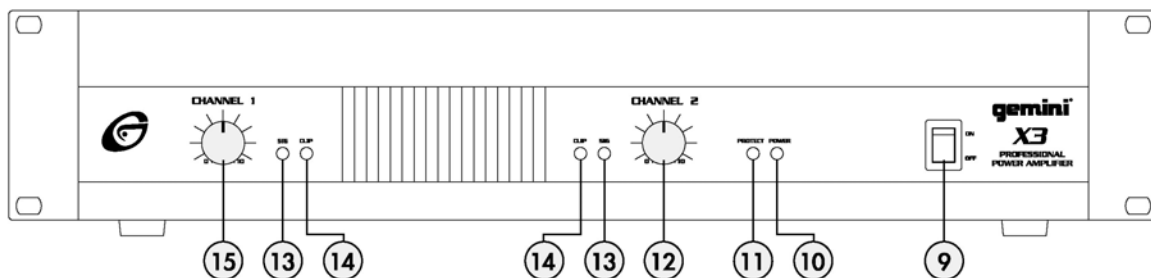 CHANNEL 1
0 10
SIG CLIP
CLIP SIG
CHANNEL 2
0 10
PROTECT POWER
ON
OFF
gemini
X3
PROFESSIONAL
POWER AMPLIFIER
15 13 14 14 13 12 11 10 9